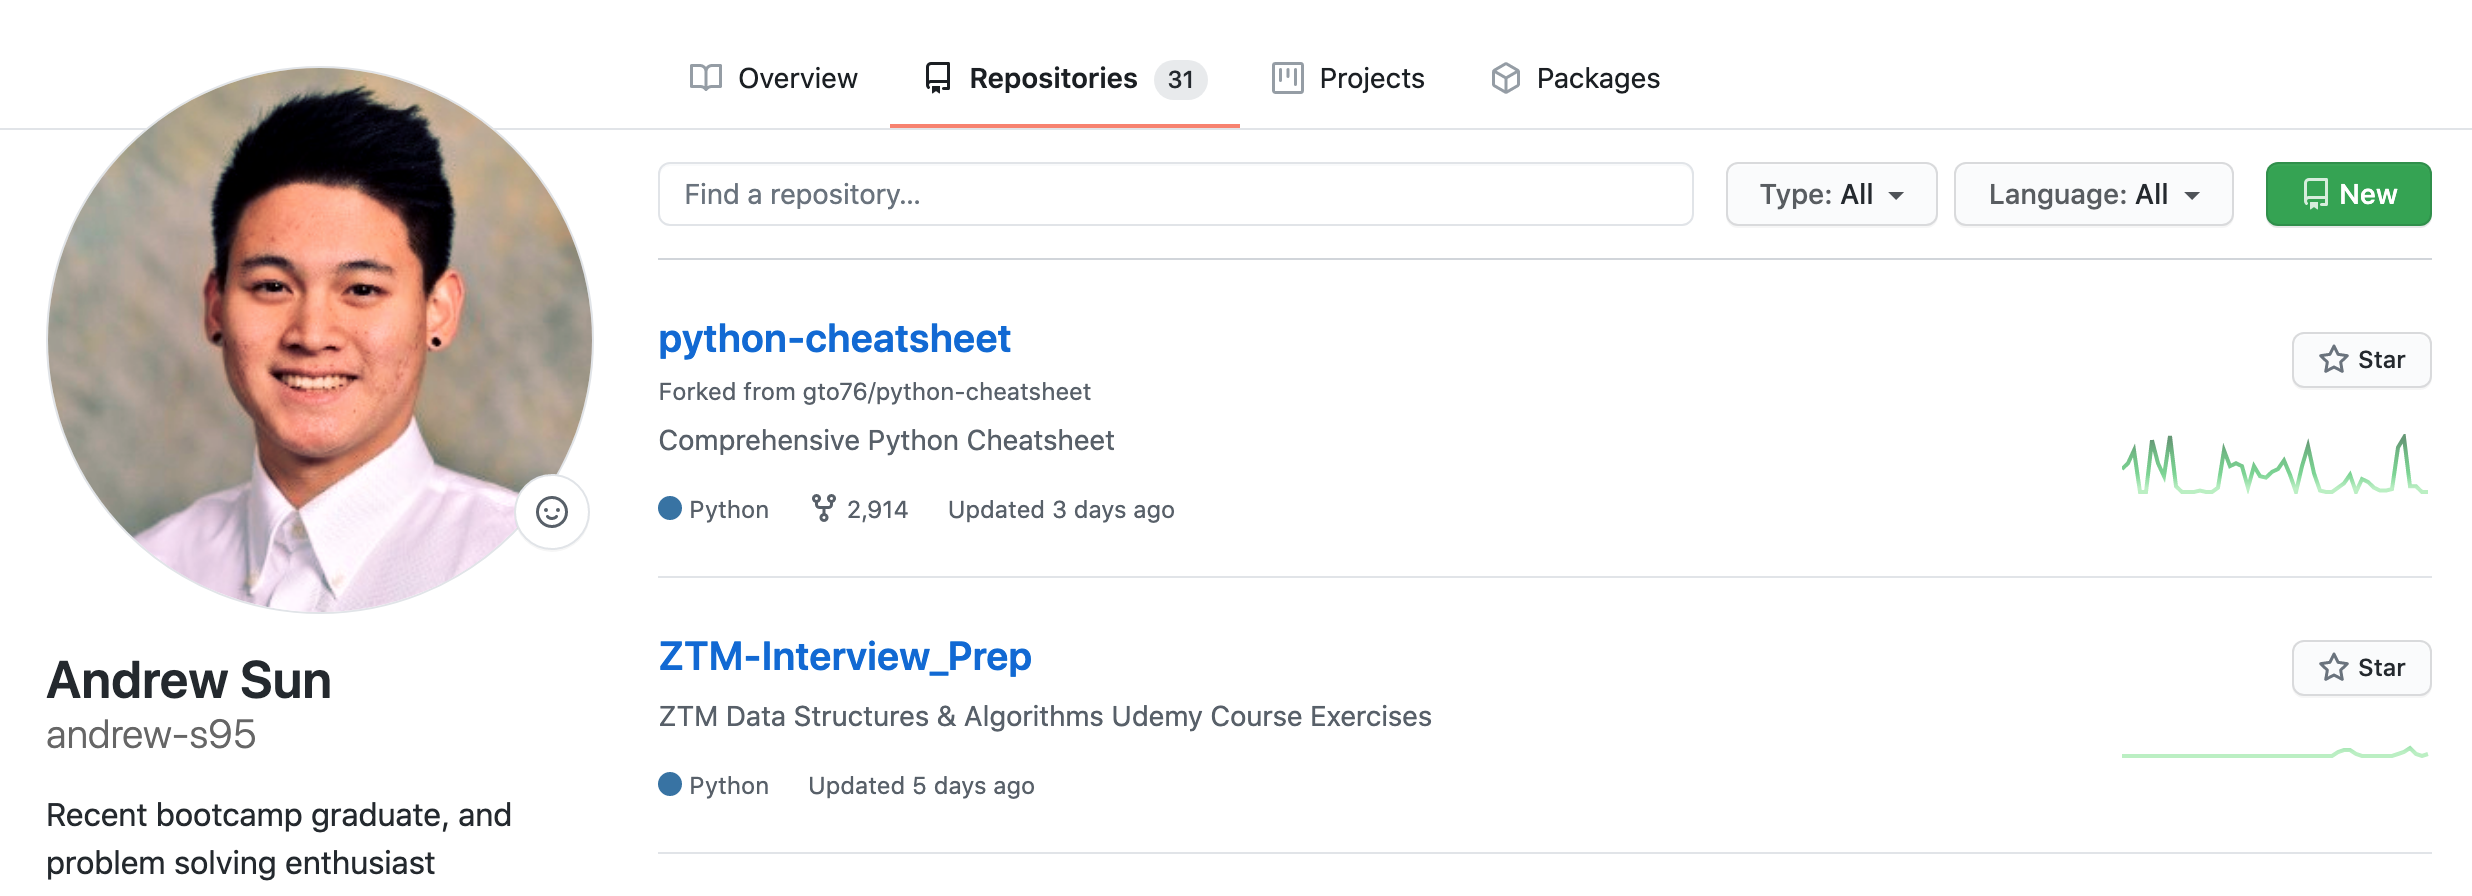 Overview Repositories 31 Projects Packages
Find a repository... Type: All Language: All New
python-cheatsheet
Star
Forked from gto76/python-cheatsheet
Comprehensive Python Cheatsheet
Python 2,914 Updated 3 days ago
ZTM-Interview_Prep
Star
ZTM Data Structures & Algorithms Udemy Course Exercises
Python Updated 5 days ago
Andrew Sun
andrew-s95
Recent bootcamp graduate, and
problem solving enthusiast